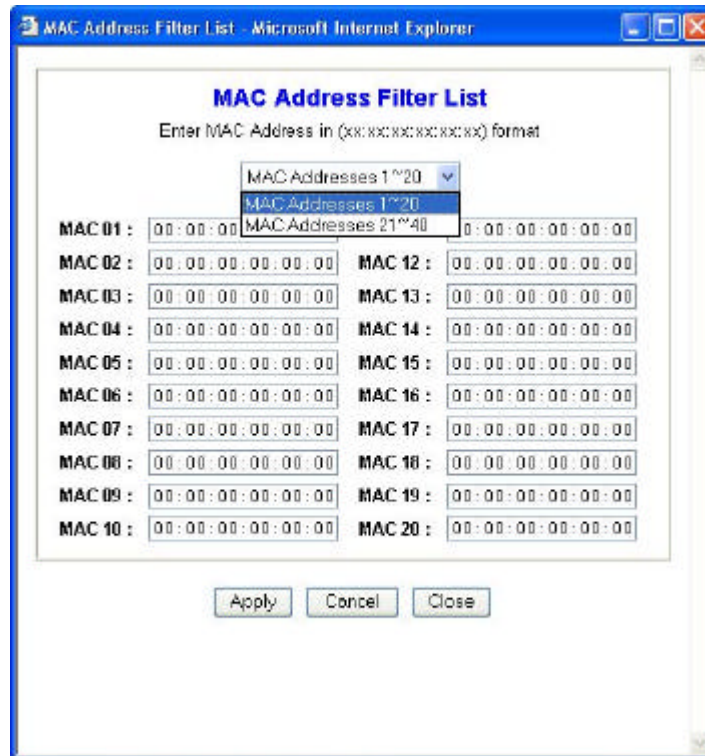 MAC Address Filter List - Microsoft Internet Explorer
MAC Address Filter List
Enter MAC Address in (xx:xx:xx:xx:xx:xx) format
MAC Addresses 1~20
MAC Addresses 1~20
MAC Addresses 21~40
MAC 01 : 00:00:00 0:00:00:00:00
MAC 02 : 00:00:00:00:00:00 MAC 12 : 00:00:00:00:00:00
MAC 03 : 00:00:00:00:00:00 MAC 13 : 00:00:00:00:00:00
MAC 04 : 00:00:00:00:00:00 MAC 14 : 00:00:00:00:00:00
MAC 05 : 00:00:00:00:00:00 MAC 15 : 00:00:00:00:00:00
MAC 06 : 00:00:00:00:00:00 MAC 16 : 00:00:00:00:00:00
MAC 07 : 00:00:00:00:00:00 MAC 17 : 00:00:00:00:00:00
MAC 08 : 00:00:00:00:00:00 MAC 18 : 00:00:00:00:00:00
MAC 09 : 00:00:00:00:00:00 MAC 19 : 00:00:00:00:00:00
MAC 10 : 00:00:00:00:00:00 MAC 20 : 00:00:00:00:00:00
Apply Cancel Close